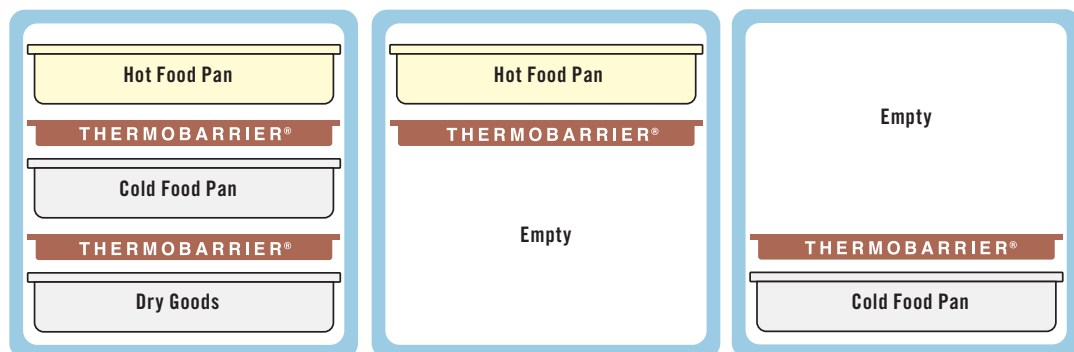 Hot Food Pan
THERMOBARRIER®
Cold Food Pan
THERMOBARRIER®
Dry Goods
Hot Food Pan
THERMOBARRIER®
Empty
Empty
THERMOBARRIER®
Cold Food Pan